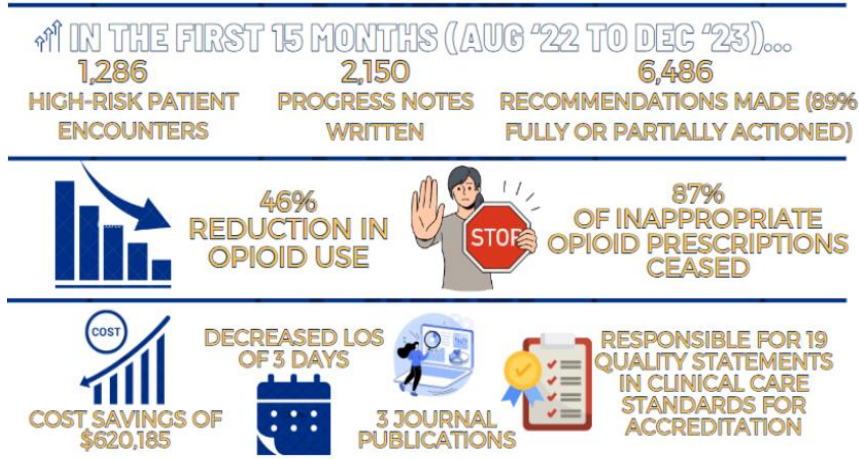 IN THE FIRST 15 MONTHS (AUG ‘22 TO DEC ‘23)...
1,286
HIGH-RISK PATIENT
ENCOUNTERS
2,150
PROGRESS NOTES
WRITTEN
6,486
RECOMMENDATIONS MADE (89%
FULLY OR PARTIALLY ACTIONED)
46%
REDUCTION IN
OPIOID USE
STOP
87%
OF INAPPROPRIATE
OPIOID PRESCRIPTIONS
CEASED
COST
COST SAVINGS OF
$620,185
DECREASED LOS
OF 3 DAYS
3 JOURNAL
PUBLICATIONS
RESPONSIBLE FOR 19
QUALITY STATEMENTS
IN CLINICAL CARE
STANDARDS FOR
ACCREDITATION